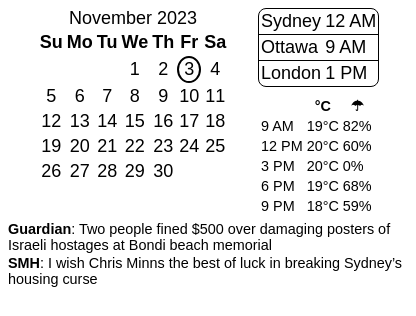 November 2023
Su Mo Tu We Th Fr Sa
1 2 3 4
5 6 7 8 9 10 11
12 13 14 15 16 17 18
19 20 21 22 23 24 25
26 27 28 29 30
Sydney 12 AM
Ottawa 9 AM
London 1 PM
°C ☂
9 AM 19°C 82%
12 PM 20°C 60%
3 PM 20°C 0%
6 PM 19°C 68%
9 PM 18°C 59%
Guardian: Two people fined $500 over damaging posters of
Israeli hostages at Bondi beach memorial
SMH: I wish Chris Minns the best of luck in breaking Sydney’s
housing curse